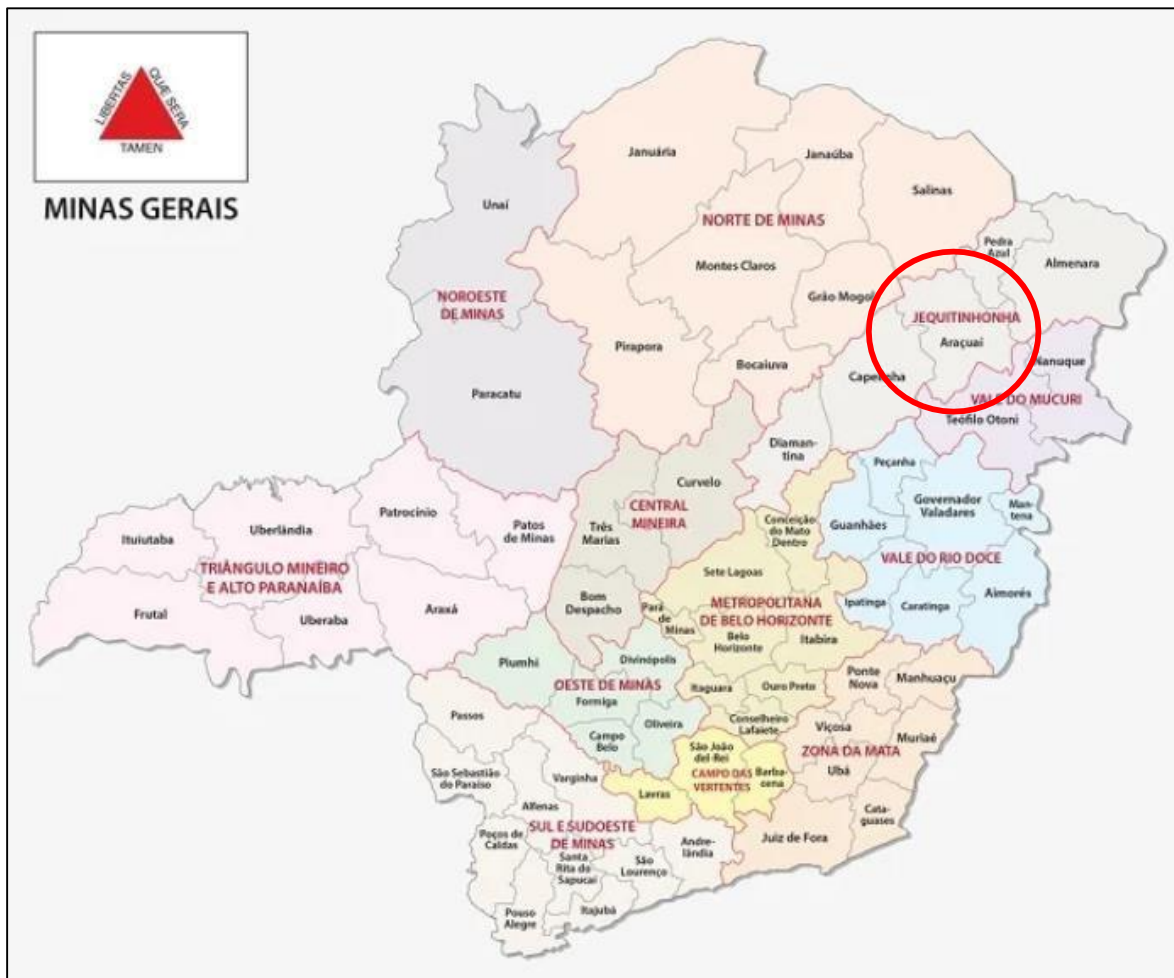 LIBERTAS
QUÆ SERA
TAMEN
MINAS GERAIS
Januária
Janaúba
Salinas
Unaí
NORTE DE MINAS
Pedra
Azul
Almenara
Montes Claros
Grão Mogol
NOROESTE
DE MINAS
JEQUITINHONHA
Araçuaí
Pirapora
Bocaiuva
Nanuque
Capelinha
Paracatu
VALE DO MUCURI
Teófilo Otoni
Diaman-
tina
Peçanha
Curvelo
Governador
Valadares
Man-
tena
Patrocínio
CENTRAL
MINEIRA
Conceição
do Mato
Dentro
Guanhães
Uberlândia
Patos
de Minas
Três
Marias
Ituiutaba
VALE DO RIO DOCE
TRIÂNGULO MINEIRO
E ALTO PARANAÍBA
Sete Lagoas
Aimorés
Frutal
Uberaba
Araxá
Bom
Despacho
Pará
de
Minas
METROPOLITANA
DE BELO HORIZONTE
Ipatinga
Caratinga
Belo
Horizonte
Itabira
Piumhi
Divinópolis
OESTE DE MINAS
Formiga
Itaguara
Ouro Preto
Ponte
Nova
Manhuaçu
Passos
Oliveira
Conselheiro
Lafaiete
Viçosa
Muriaé
Campo
Belo
São João
del Rei
ZONA DA MATA
São Sebastião
do Paraíso
Varginha
CAMPO DAS
VERTENTES
Barba-
cena
Ubá
Lavras
Alfenas
Cata-
guases
SUL E SUDOESTE
DE MINAS
Poços de
Caldas
Andre-
lândia
Juiz de Fora
Santa
Rita do
Sapucaí
São
Lourenço
Pouso
Alegre
Itajubá